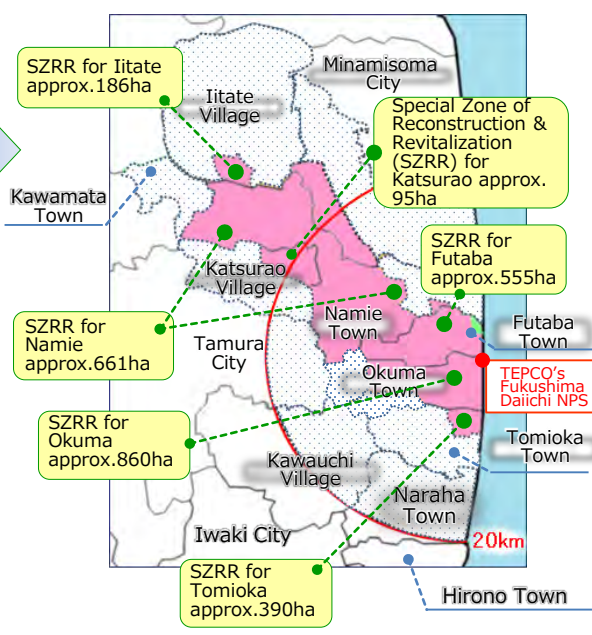 SZRR for Iitate
approx.186ha
Minamisoma
City
Iitate
Village
Special Zone of
Reconstruction &
Revitalization
(SZRR) for
Katsurao approx.
95ha
Kawamata
Town
SZRR for
Futaba
approx.555ha
Katsurao
Village
SZRR for
Namie
approx.661ha
Namie
Town
Futaba
Town
Tamura
City
Okuma
Town
TEPCO's
Fukushima
Daiichi NPS
SZRR for
Okuma
approx.860ha
Tomioka
Town
Kawauchi
Village
Naraha
Town
Iwaki City
20km
SZRR for
Tomioka
approx.390ha
Hirono Town